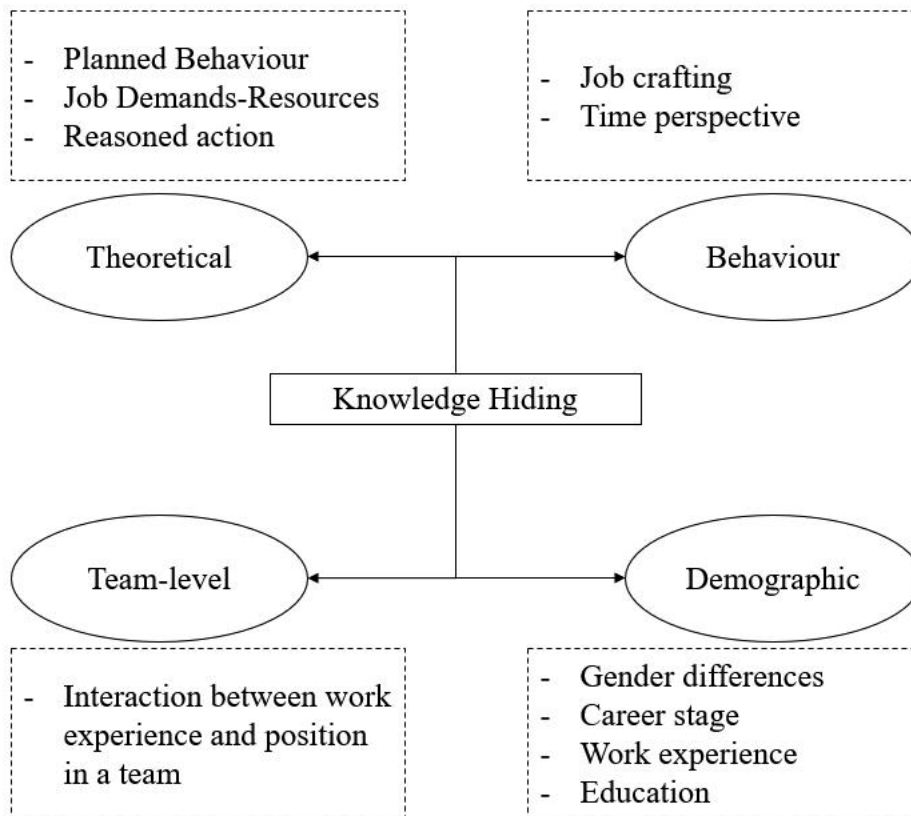 - Planned Behaviour
- Job Demands-Resources
- Reasoned action
- Job crafting
- Time perspective
Theoretical
Behaviour
Knowledge Hiding
Team-level
Demographic
- Interaction between work
experience and position
in a team
- Gender differences
- Career stage
- Work experience
- Education